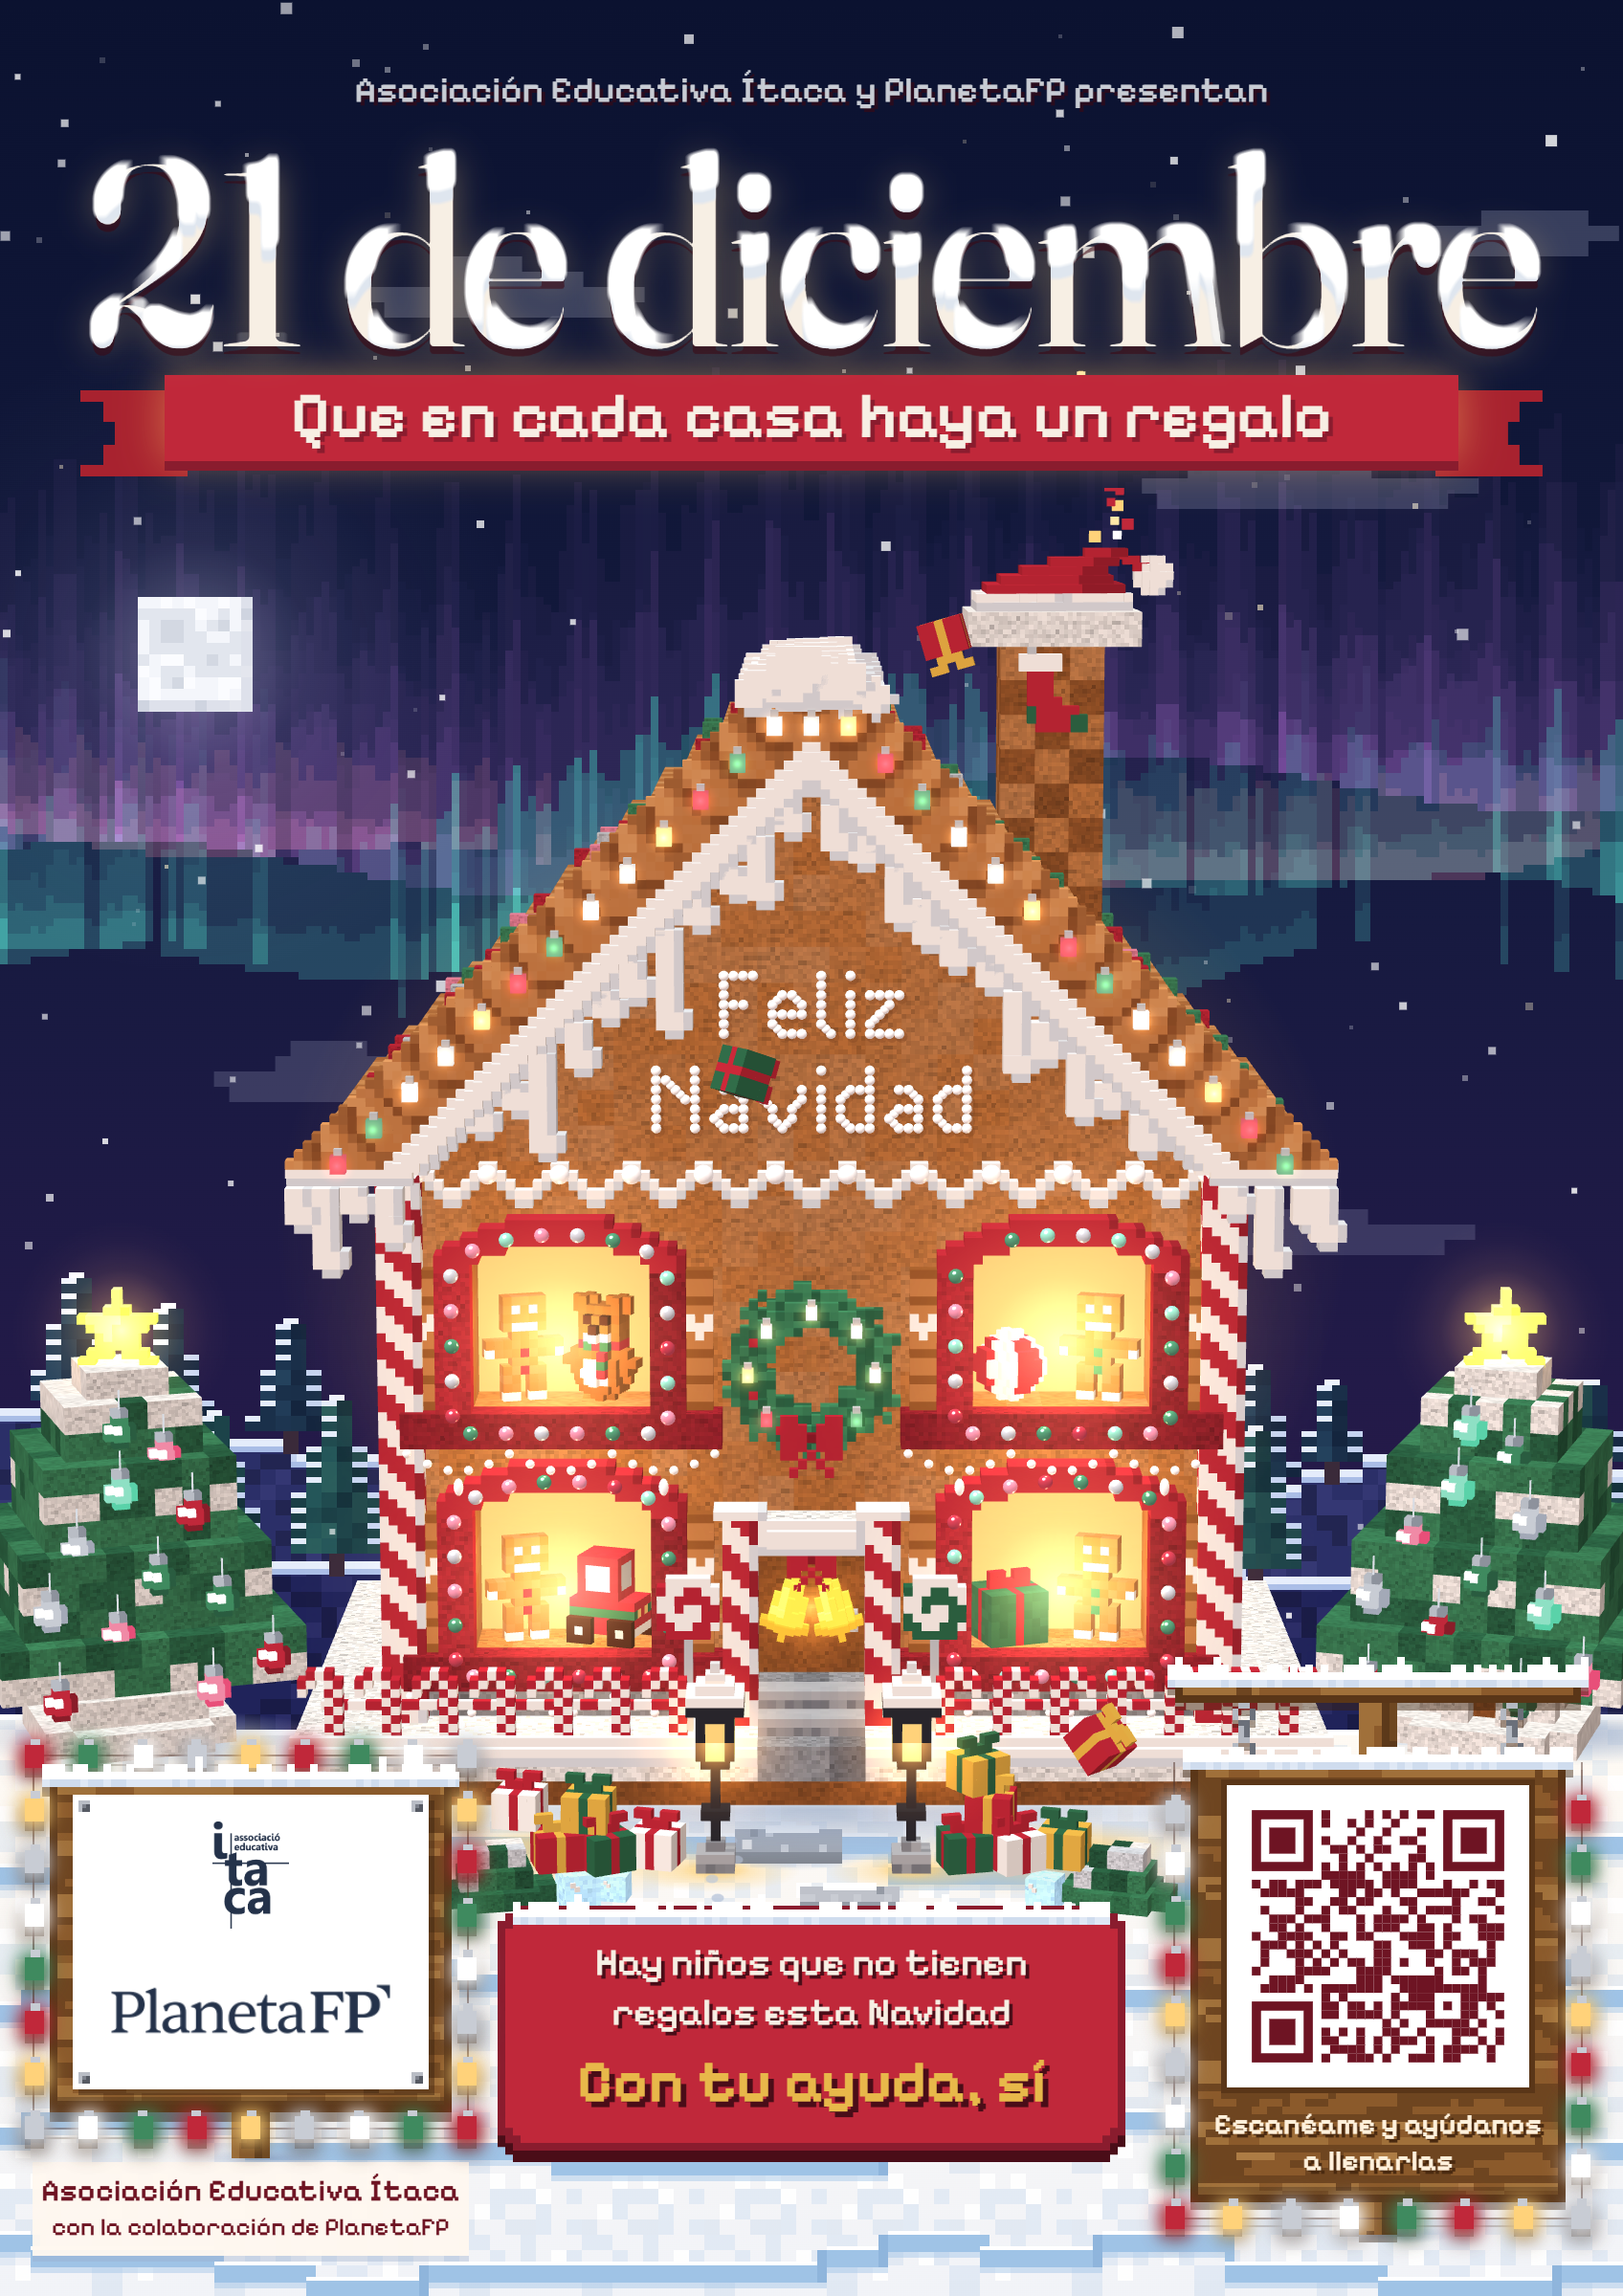 Asociación Educativa Ítaca y PlanetaFP presentan
21 de diciembre
Que en cada casa haya un regalo
Feliz
Navidad
associació
educativa
itaca
PlanetaFP
Hay niños que no tienen
regalos esta Navidad
Con tu ayuda, sí
Escanéame y ayúdanos
a llenarlas
Asociación Educativa Ítaca
con la colaboración de PlanetaFP